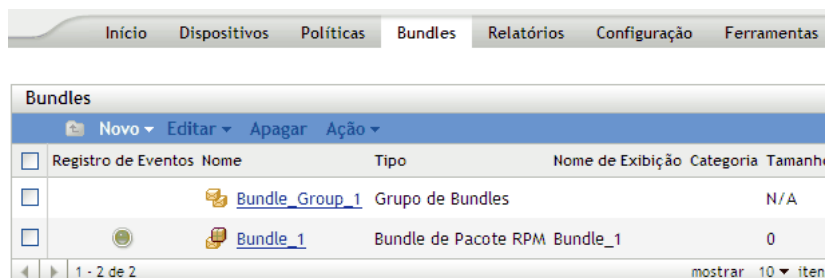 Início Dispositivos Políticas Bundles Relatórios Configuração Ferramentas
Bundles
Novo Editar Apagar Ação
Registro de Eventos Nome Tipo Nome de Exibição Categoria Tamanho
Bundle_Group_1 Grupo de Bundles N/A
Bundle_1 Bundle de Pacote RPM Bundle_1 0
1 - 2 de 2 mostrar 10 iten